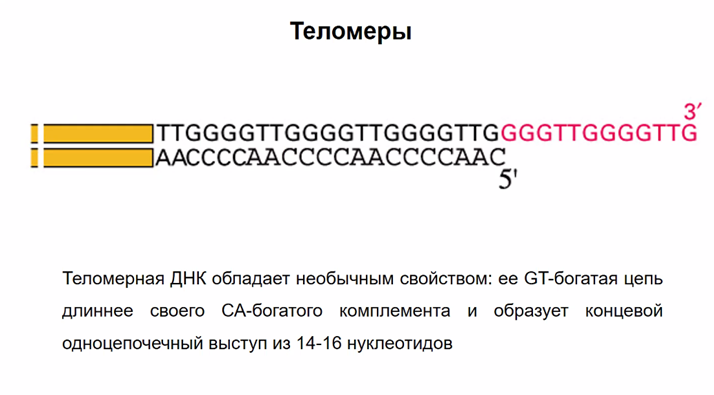 Теломеры
3′
TTGGGGTTGGGGTTGGGGTTGGGGTTGGGGTTG
AACCCCAACCCCAACCCCAAC
5'
Теломерная ДНК обладает необычным свойством: ее GT-богатая цепь
длиннее своего CA-богатого комплемента и образует концевой
одноцепочечный выступ из 14-16 нуклеотидов